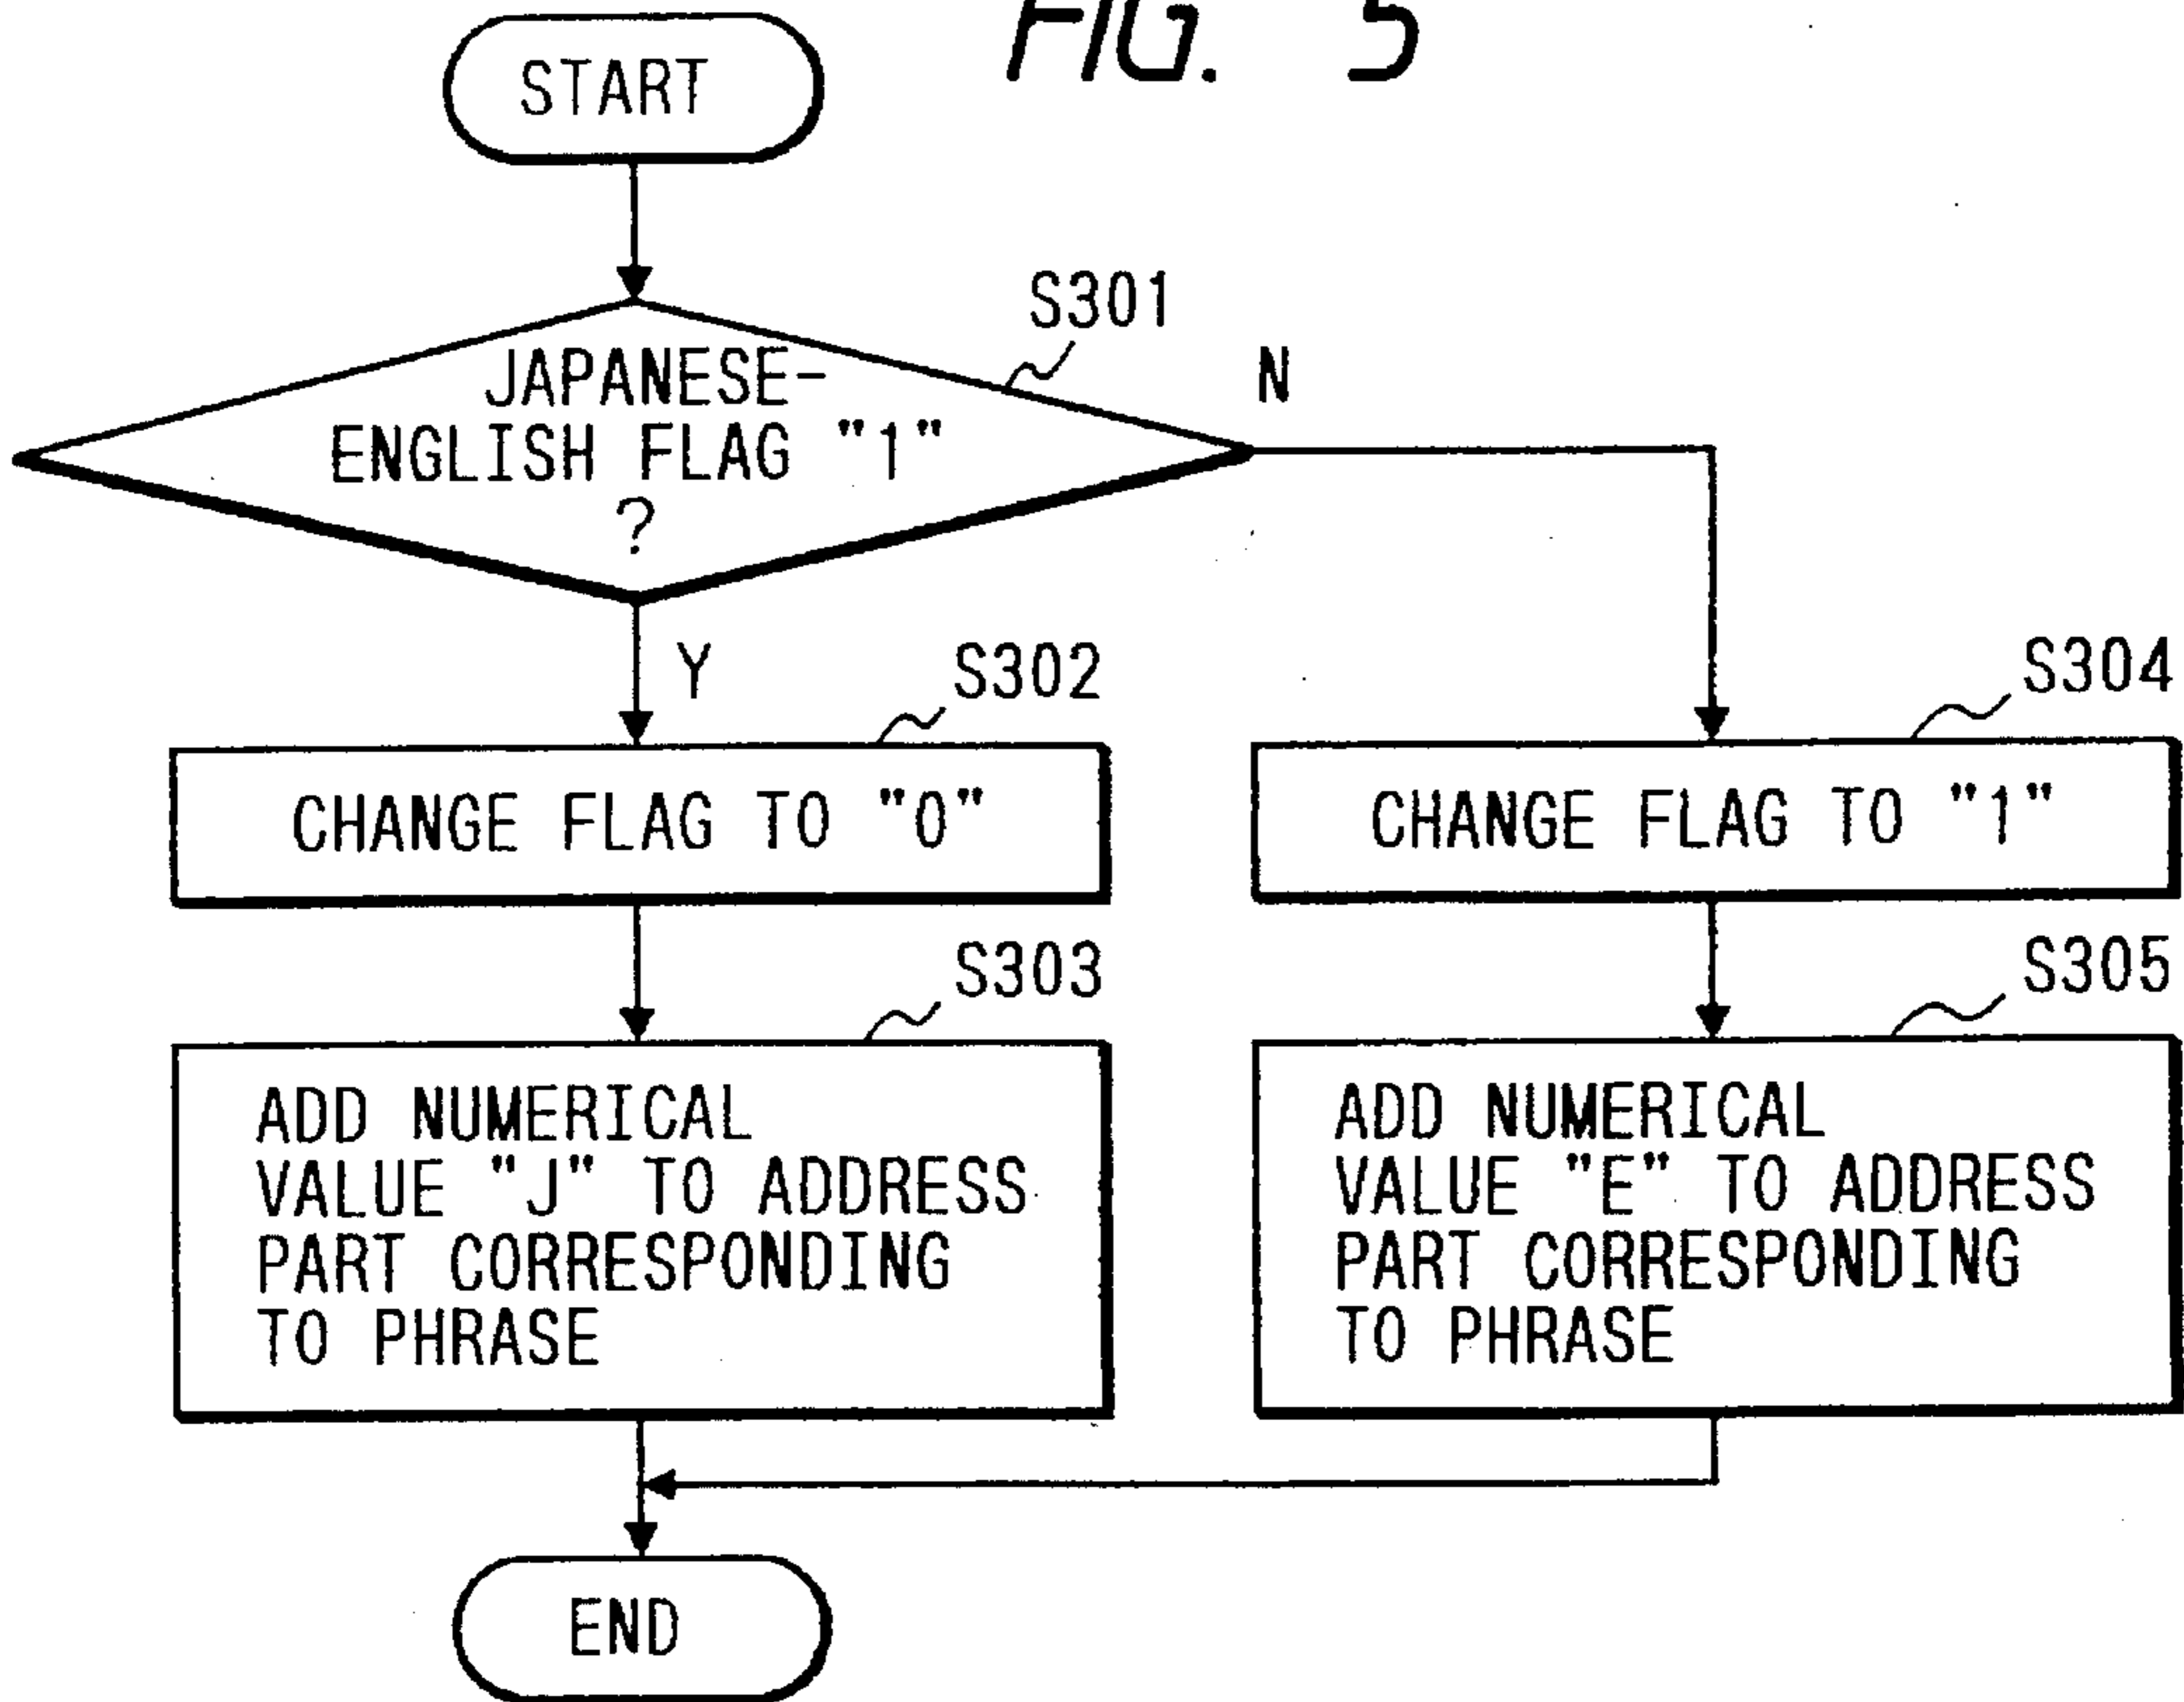 FIG. 5
START
S301
JAPANESE-
ENGLISH FLAG "1"
?
N
Y
S302
CHANGE FLAG TO "0"
S304
CHANGE FLAG TO "1"
S303
ADD NUMERICAL
VALUE "J" TO ADDRESS
PART CORRESPONDING
TO PHRASE
S305
ADD NUMERICAL
VALUE "E" TO ADDRESS
PART CORRESPONDING
TO PHRASE
END